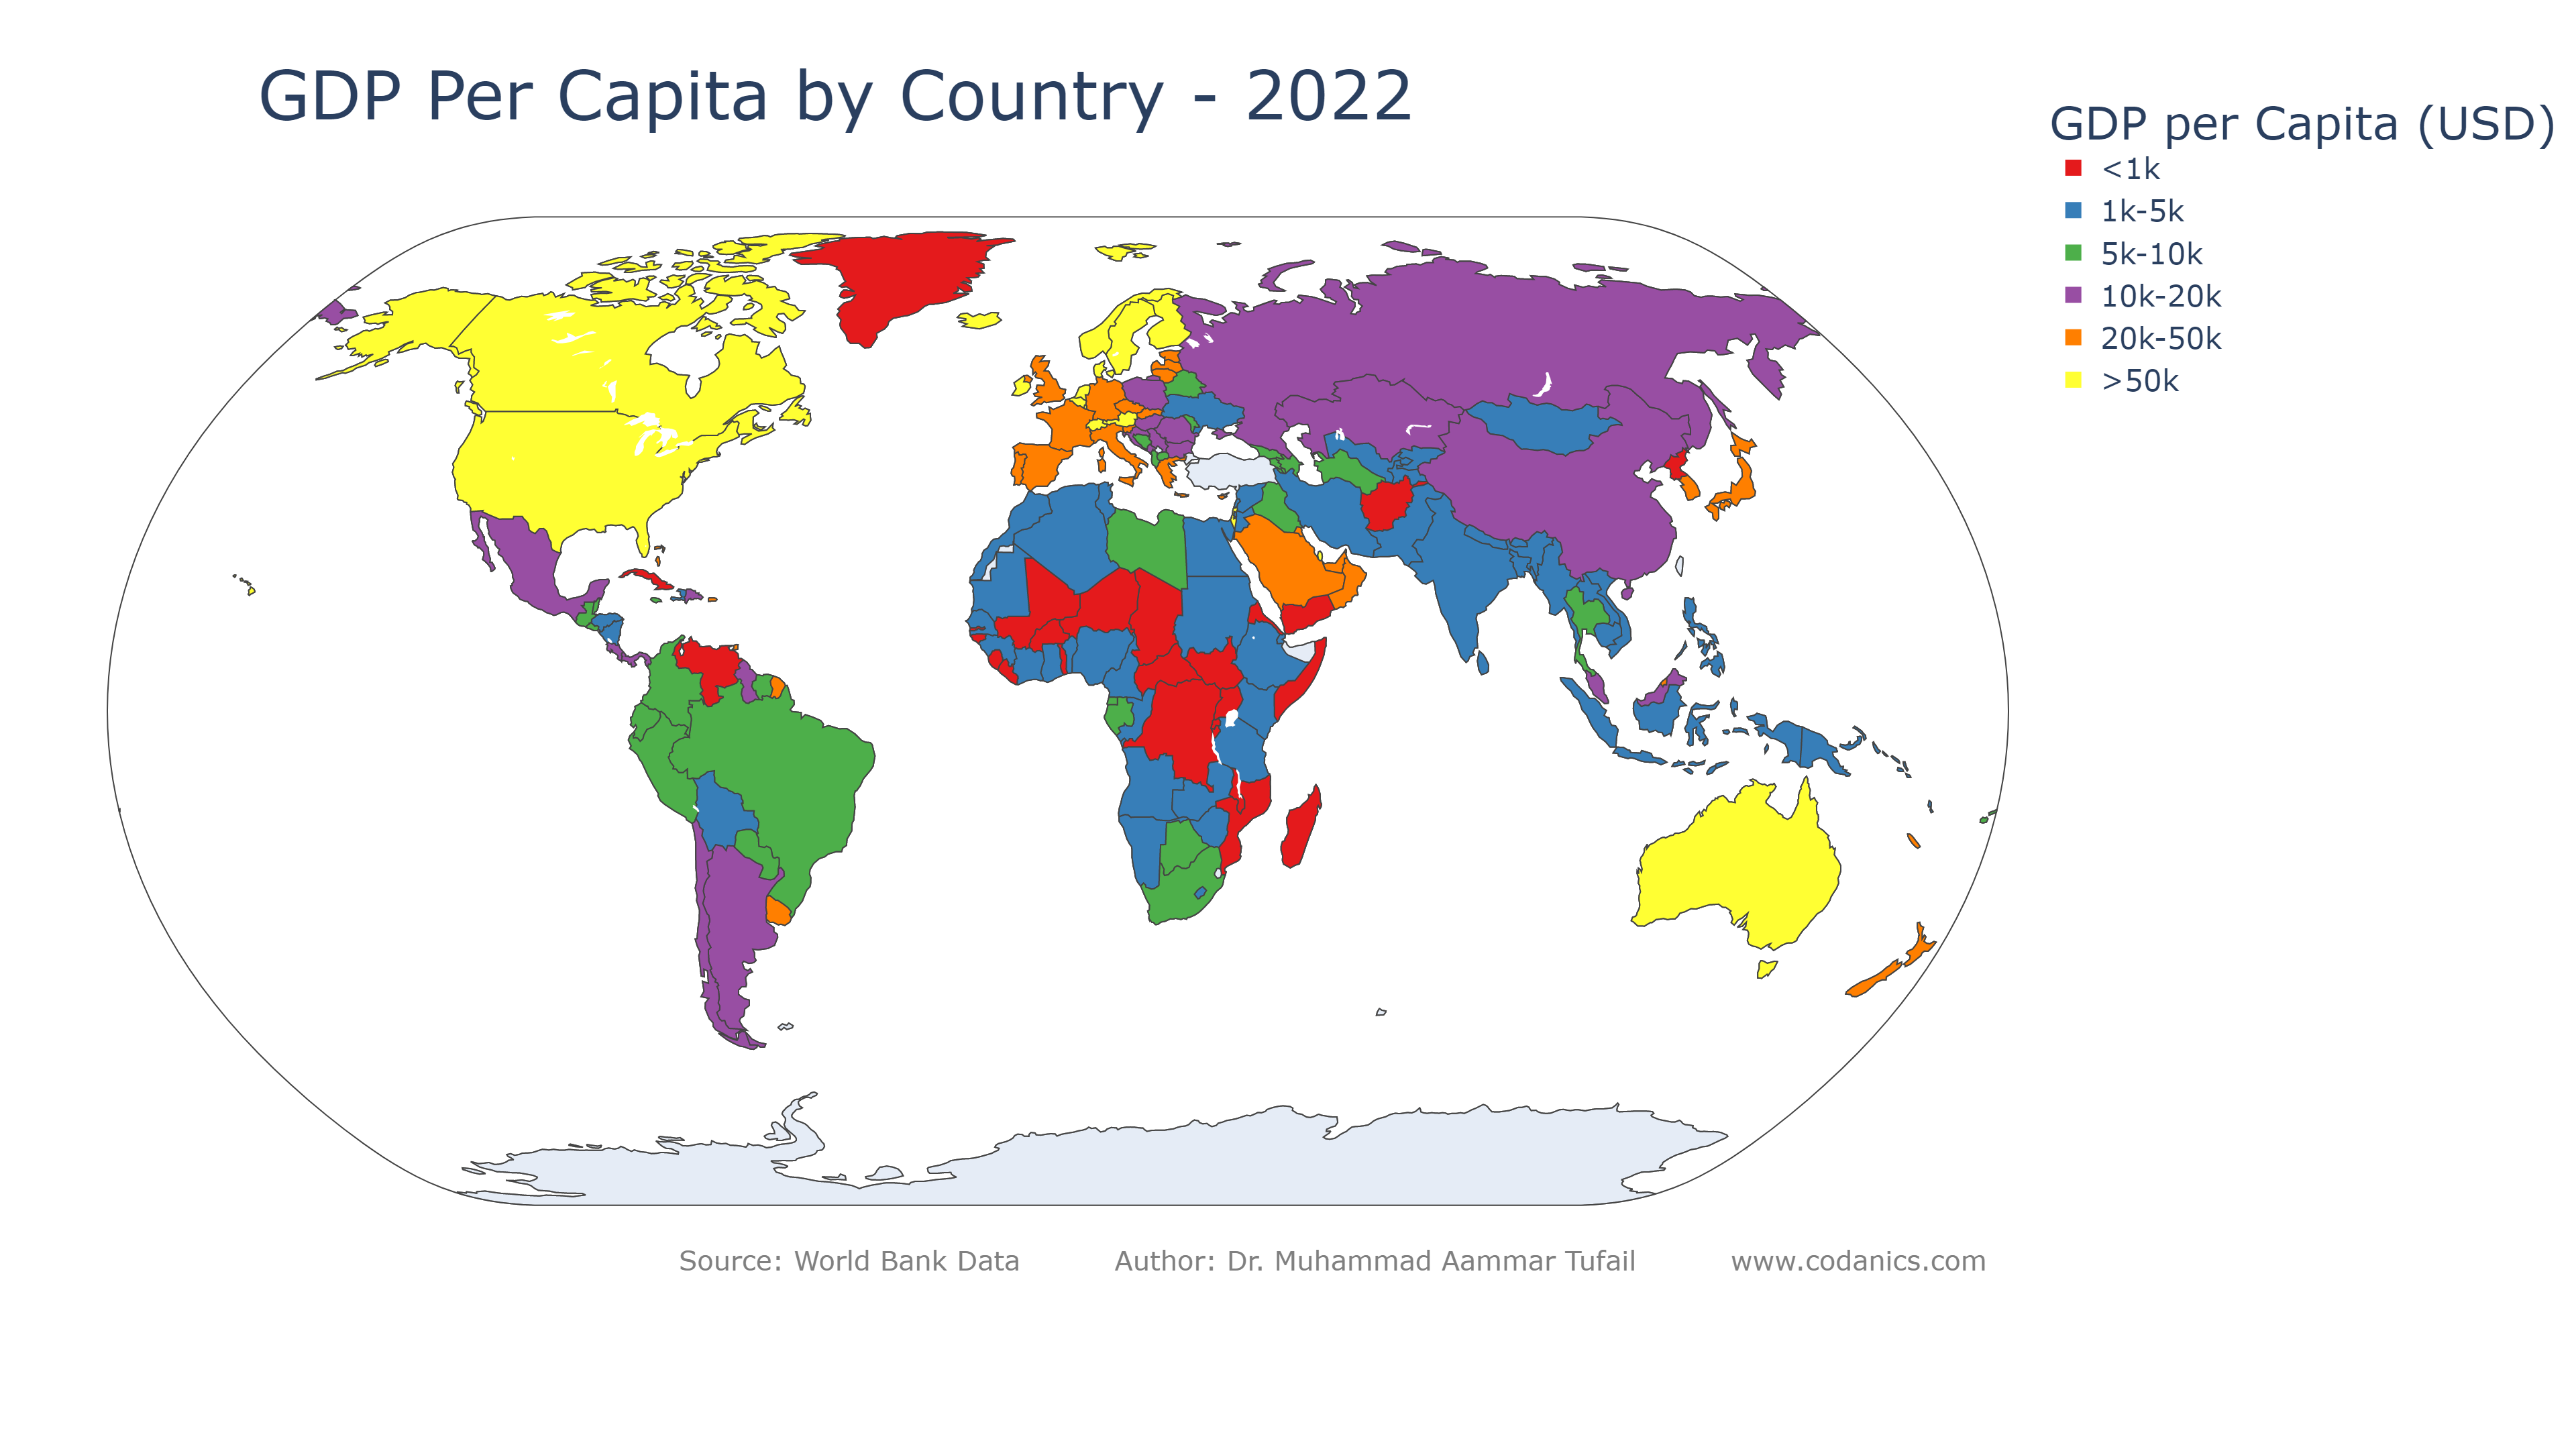 GDP Per Capita by Country - 2022
GDP per Capita (USD)
<1k
1k-5k
5k-10k
10k-20k
20k-50k
>50k
Source: World Bank Data Author: Dr. Muhammad Aammar Tufail www.codanics.com